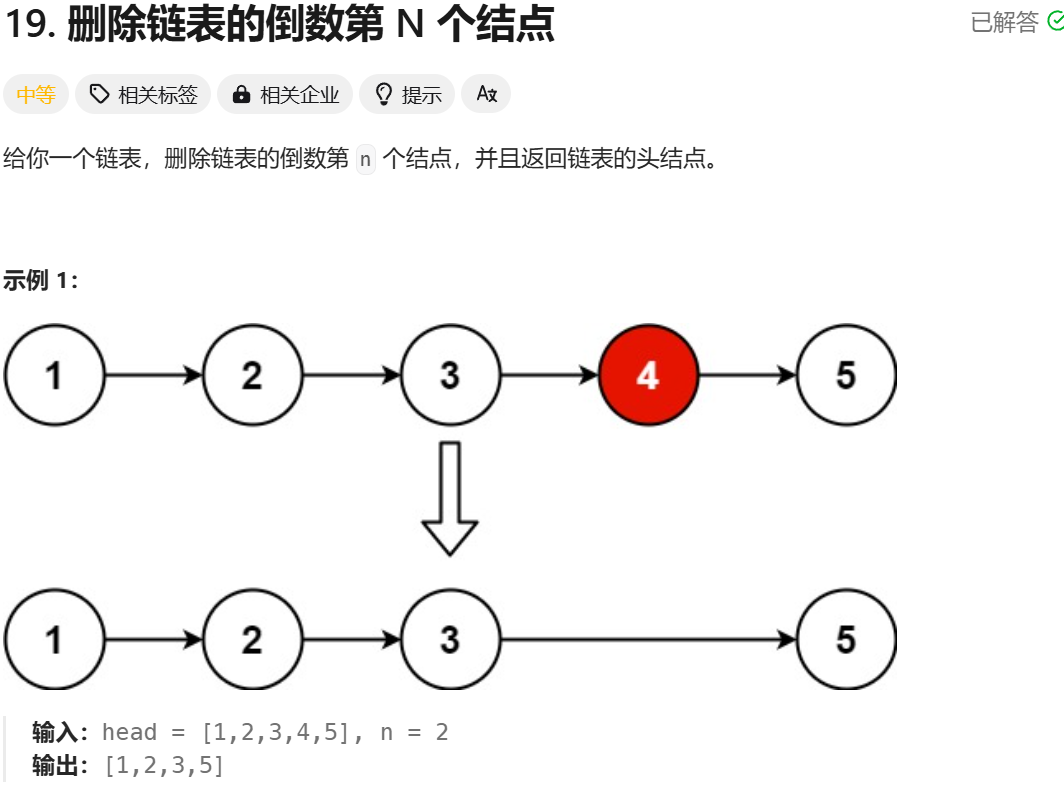 19. 删除链表的倒数第 N 个结点
已解答
中等 相关标签 相关企业 提示 Aх
给你一个链表，删除链表的倒数第 n 个结点，并且返回链表的头结点。
示例 1：
1 2 3 4 5
1 2 3 5
输入：head = [1,2,3,4,5], n = 2
输出：[1,2,3,5]